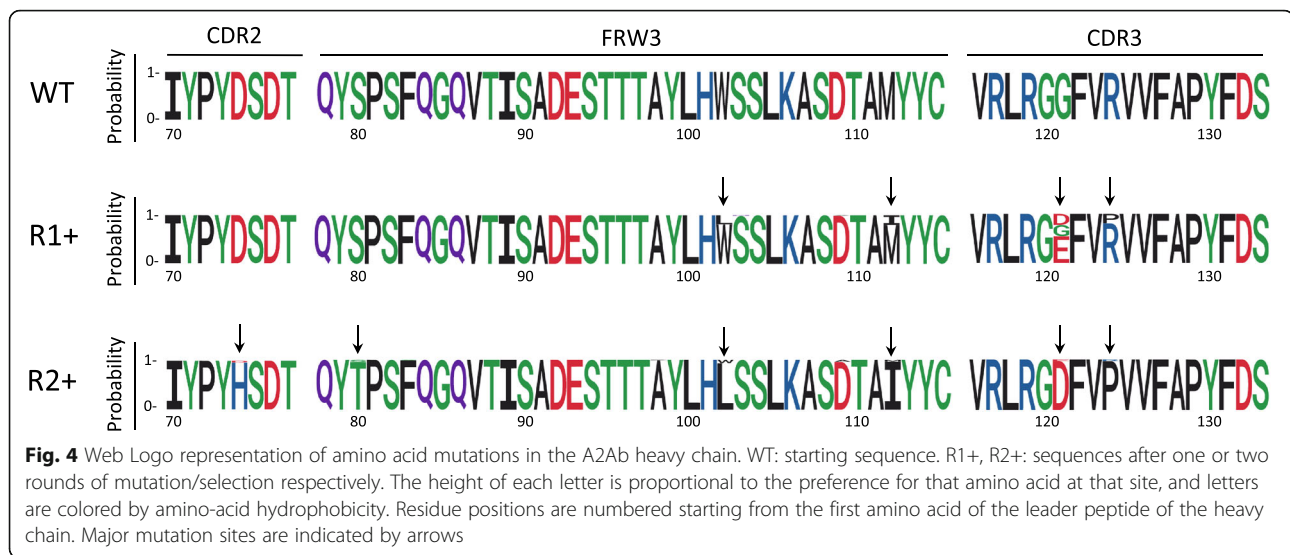 CDR2 FRW3 CDR3
WT Probability 1- 0- IYPYDSDT QYSPSFQGQVTISADESTTTAYLHWSSLKASDTAMYYC VRLRGGFVRVVFAPYFDS
70 80 90 100 110 120 130
R1+ Probability 1- 0- IYPYDSDT QYSPSFQGQVTISADESTTTAYLHWSSLKASDTAIMYYC VRLRGDGEFVPRVVFAPYFDS
70 80 90 100 110 120 130
R2+ Probability 1- 0- IYPYHSDT QYTPSFQGQVTISADESTTTAYLHLSSLKASDTAIYYC VRLRGDFVPVVFAPYFDS
70 80 90 100 110 120 130
Fig. 4 Web Logo representation of amino acid mutations in the A2Ab heavy chain. WT: starting sequence. R1+, R2+: sequences after one or two
rounds of mutation/selection respectively. The height of each letter is proportional to the preference for that amino acid at that site, and letters
are colored by amino-acid hydrophobicity. Residue positions are numbered starting from the first amino acid of the leader peptide of the heavy
chain. Major mutation sites are indicated by arrows